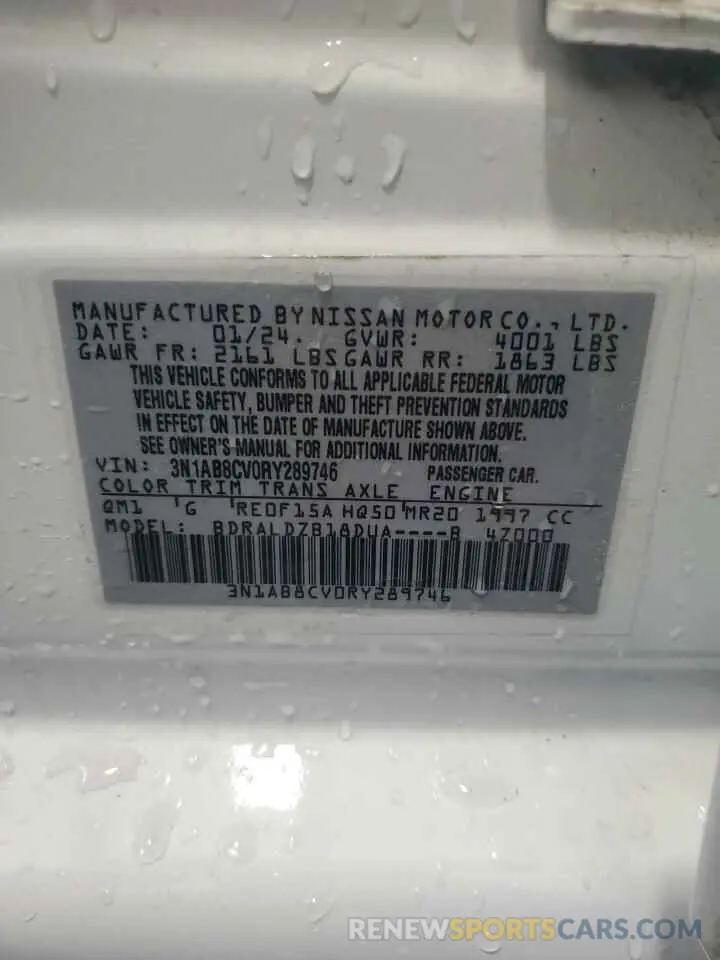 MANUFACTURED BY NISSAN MOTOR CO., LTD.
DATE: 01/24. GVWR: 4001 LBS
GAWR FR: 2161 LBS GAWR RR: 1863 LBS
THIS VEHICLE CONFORMS TO ALL APPLICABLE FEDERAL MOTOR
VEHICLE SAFETY, BUMPER AND THEFT PREVENTION STANDARDS
IN EFFECT ON THE DATE OF MANUFACTURE SHOWN ABOVE.
SEE OWNER'S MANUAL FOR ADDITIONAL INFORMATION.
VIN: 3N1AB8CV0RY289746 PASSENGER CAR.
COLOR TRIM TRANS AXLE ENGINE
QM1 G RE0F15A HQ50 MR20 1997 CC
MODEL: BDRALDZB18DUA----B 4Z000
3N1AB8CV0RY289746
RENEWSPORTSCARS.COM